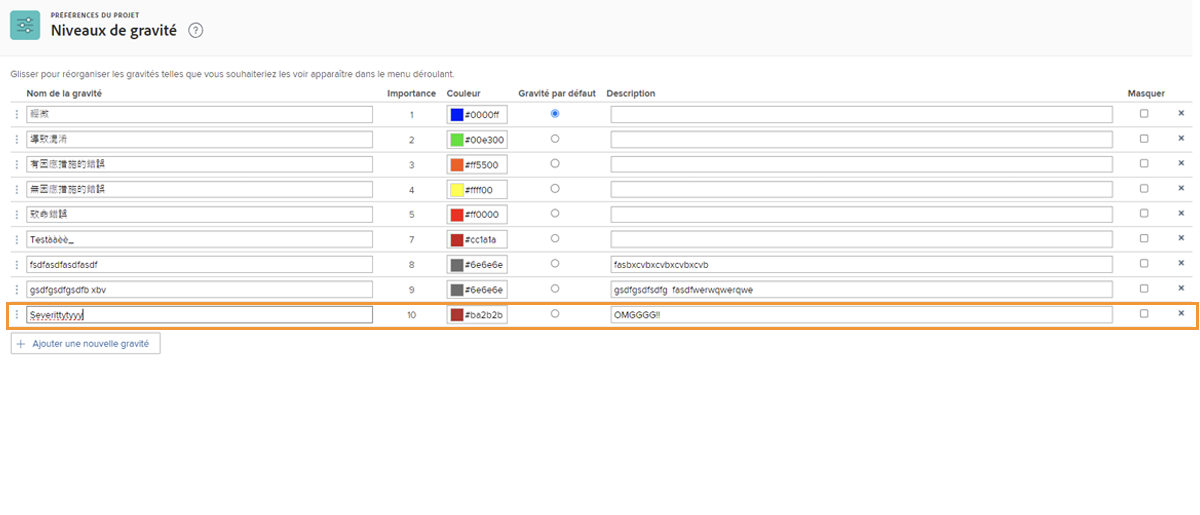 PRÉFÉRENCES DU PROJET
Niveaux de gravité ?
Glisser pour réorganiser les gravités telles que vous souhaiteriez les voir apparaître dans le menu déroulant.
Nom de la gravité Importance Couleur Gravité par défaut Description Masquer
輕微 1 #0000ff
導致混淆 2 #00e300
有因應措施的錯誤 3 #ff5500
無因應措施的錯誤 4 #ffff00
致命錯誤 5 #ff0000
Testàäèè_ 7 #cc1a1a
fsdfasdfasdfasdf 8 #6e6e6e fasbxcvbxcvbxcvbxcvb
gsdfgsdfgsdfb xbv 9 #6e6e6e gsdfgsdfsdfg fasdfwerwqwerqwe
Severittytyyy 10 #ba2b2b OMGGGG!!
+ Ajouter une nouvelle gravité